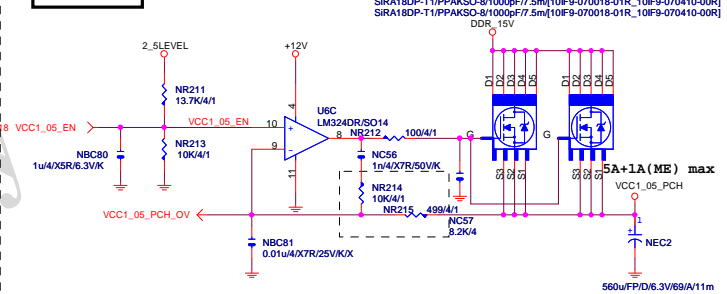 SiRA18DP-T1/PPAKSO-8/1000pF/7.5m/[10IF9-070018-01R_10IF9-070410-00R]
SiRA18DP-T1/PPAKSO-8/1000pF/7.5m/[10IF9-070018-01R_10IF9-070410-00R]
DDR_15V
2_5LEVEL
+12V
D1 D2 D3 D4 D5
D1 D2 D3 D4 D5
NR211
13.7K/4/1
U6C
LM324DR/SO14
18 VCC1_05_EN
VCC1_05_EN
10
+
4
8
NR212
100/4/1
G
G
9
-
11
NBC80
1u/4/X5R/6.3V/K
NR213
10K/4/1
NC56
1n/4/X7R/50V/K
S3 S2 S1
S3 S2 S1
5A+1A(ME) max
VCC1_05_PCH
NR214
10K/4/1
VCC1_05_PCH_OV
NR215
499/4/1
NC57
8.2K/4
1
+
NEC2
NBC81
0.01u/4/X7R/25V/K/X
560u/FP/D/6.3V/69/A/11m